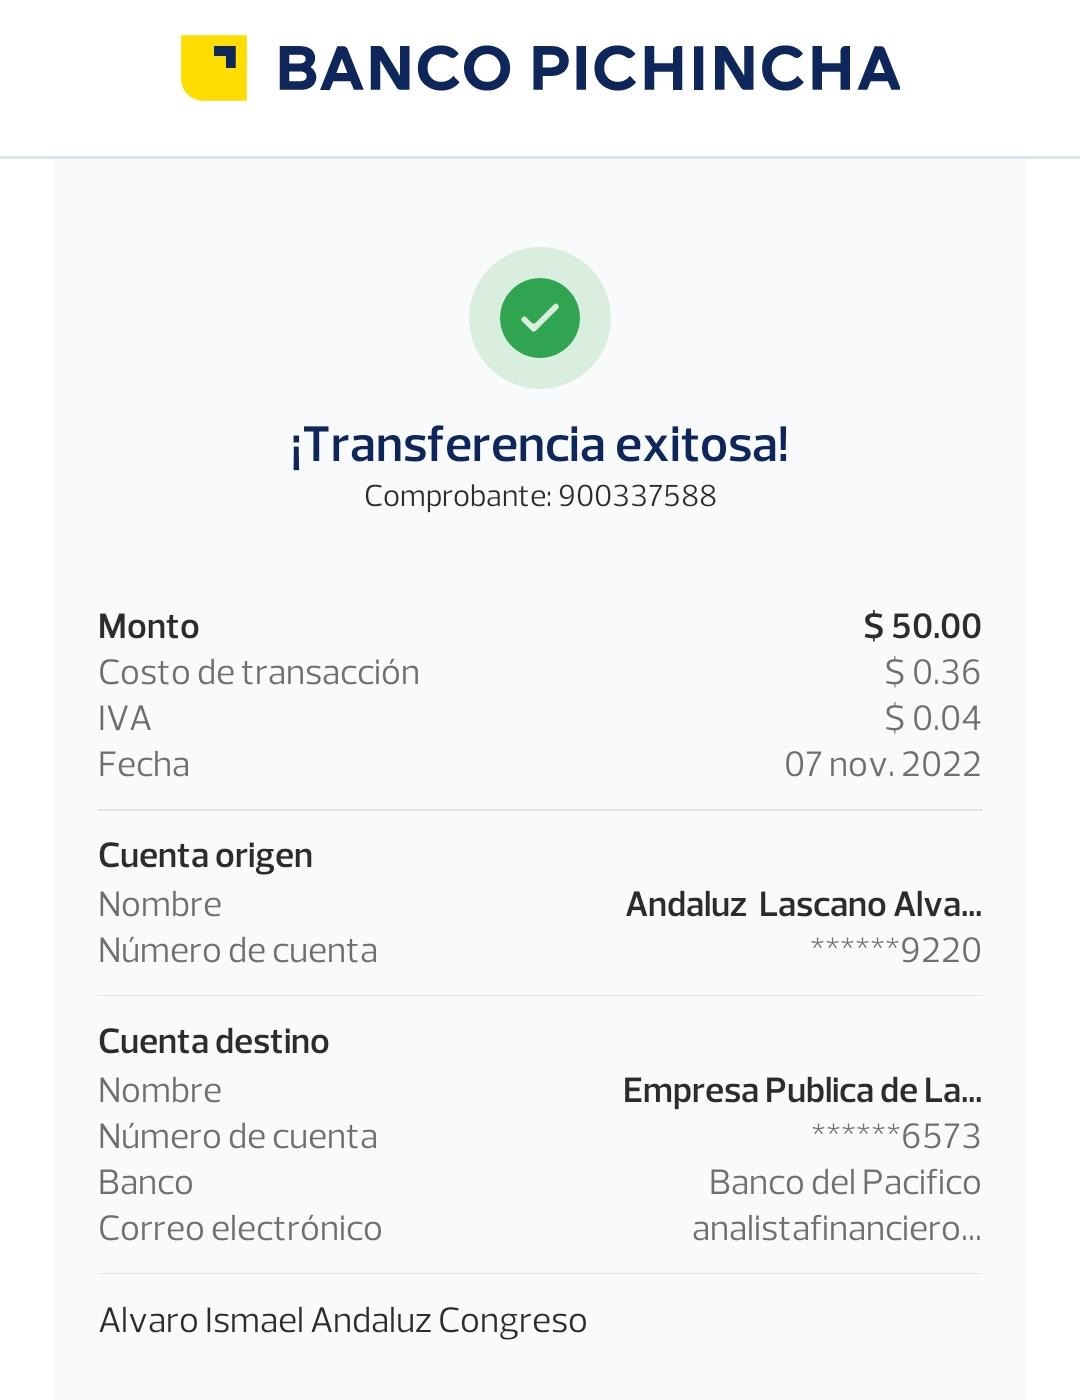 BANCO PICHINCHA
¡Transferencia exitosa!
Comprobante: 900337588
Monto $ 50.00
Costo de transacción $ 0.36
IVA $ 0.04
Fecha 07 nov. 2022
Cuenta origen
Nombre Andaluz  Lascano Alva...
Número de cuenta ******9220
Cuenta destino
Nombre Empresa Publica de La...
Número de cuenta ******6573
Banco Banco del Pacifico
Correo electrónico analistafinanciero...
Alvaro Ismael Andaluz Congreso